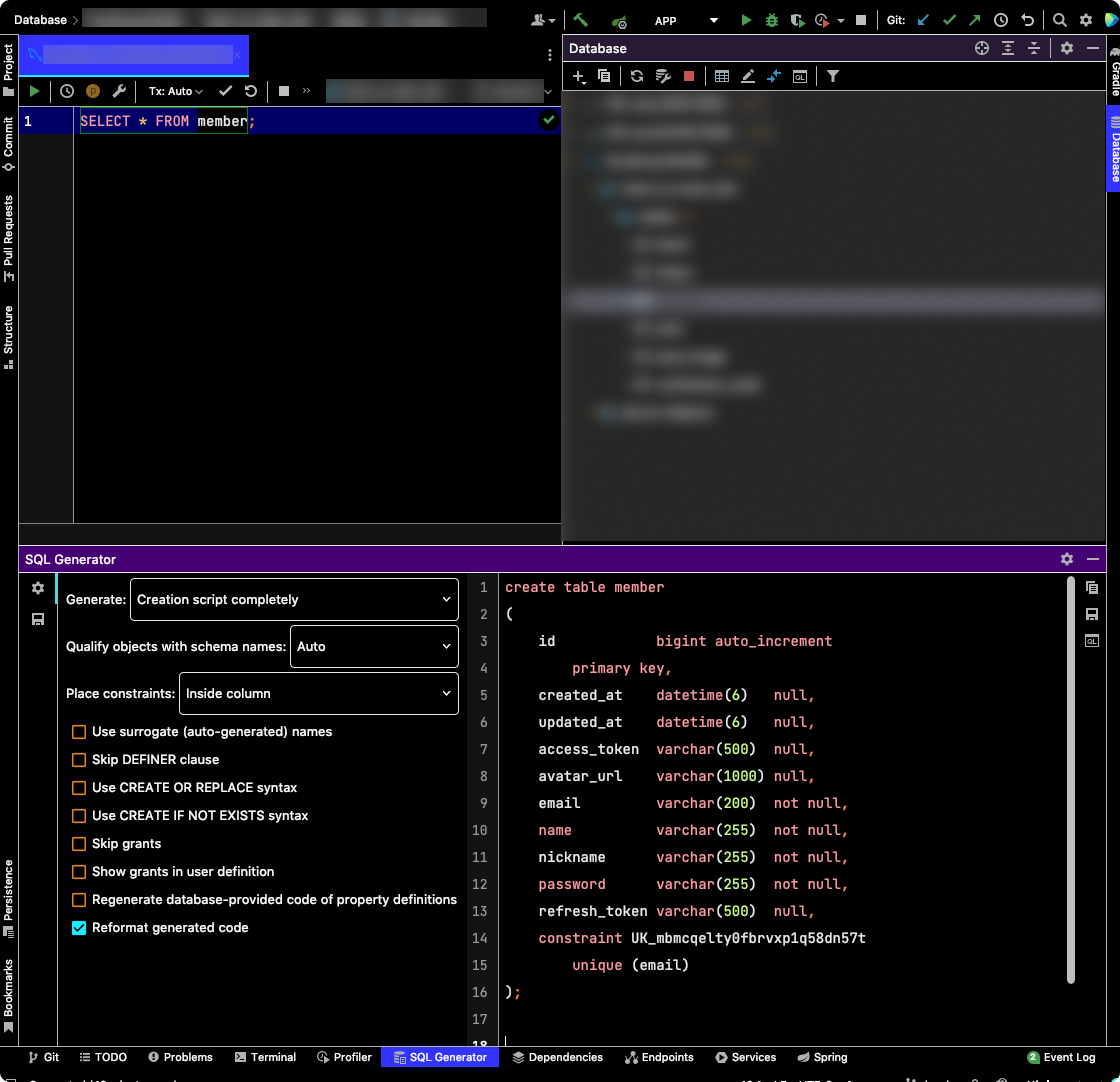 Database
APP
Git:
Project
Commit
Pull Requests
Structure
Persistence
Bookmarks
Tx: Auto
1 SELECT * FROM member;
Database
Gradle
Database
SQL Generator
Generate: Creation script completely
Qualify objects with schema names: Auto
Place constraints: Inside column
Use surrogate (auto-generated) names
Skip DEFINER clause
Use CREATE OR REPLACE syntax
Use CREATE IF NOT EXISTS syntax
Skip grants
Show grants in user definition
Regenerate database-provided code of property definitions
Reformat generated code
1 create table member
2 (
3 id bigint auto_increment
4 primary key,
5 created_at datetime(6) null,
6 updated_at datetime(6) null,
7 access_token varchar(500) null,
8 avatar_url varchar(1000) null,
9 email varchar(200) not null,
10 name varchar(255) not null,
11 nickname varchar(255) not null,
12 password varchar(255) not null,
13 refresh_token varchar(500) null,
14 constraint UK_mbmcqelty0fbrvxp1q58dn57t
15 unique (email)
16 );
17
18
Git TODO Problems Terminal Profiler SQL Generator Dependencies Endpoints Services Spring 2 Event Log